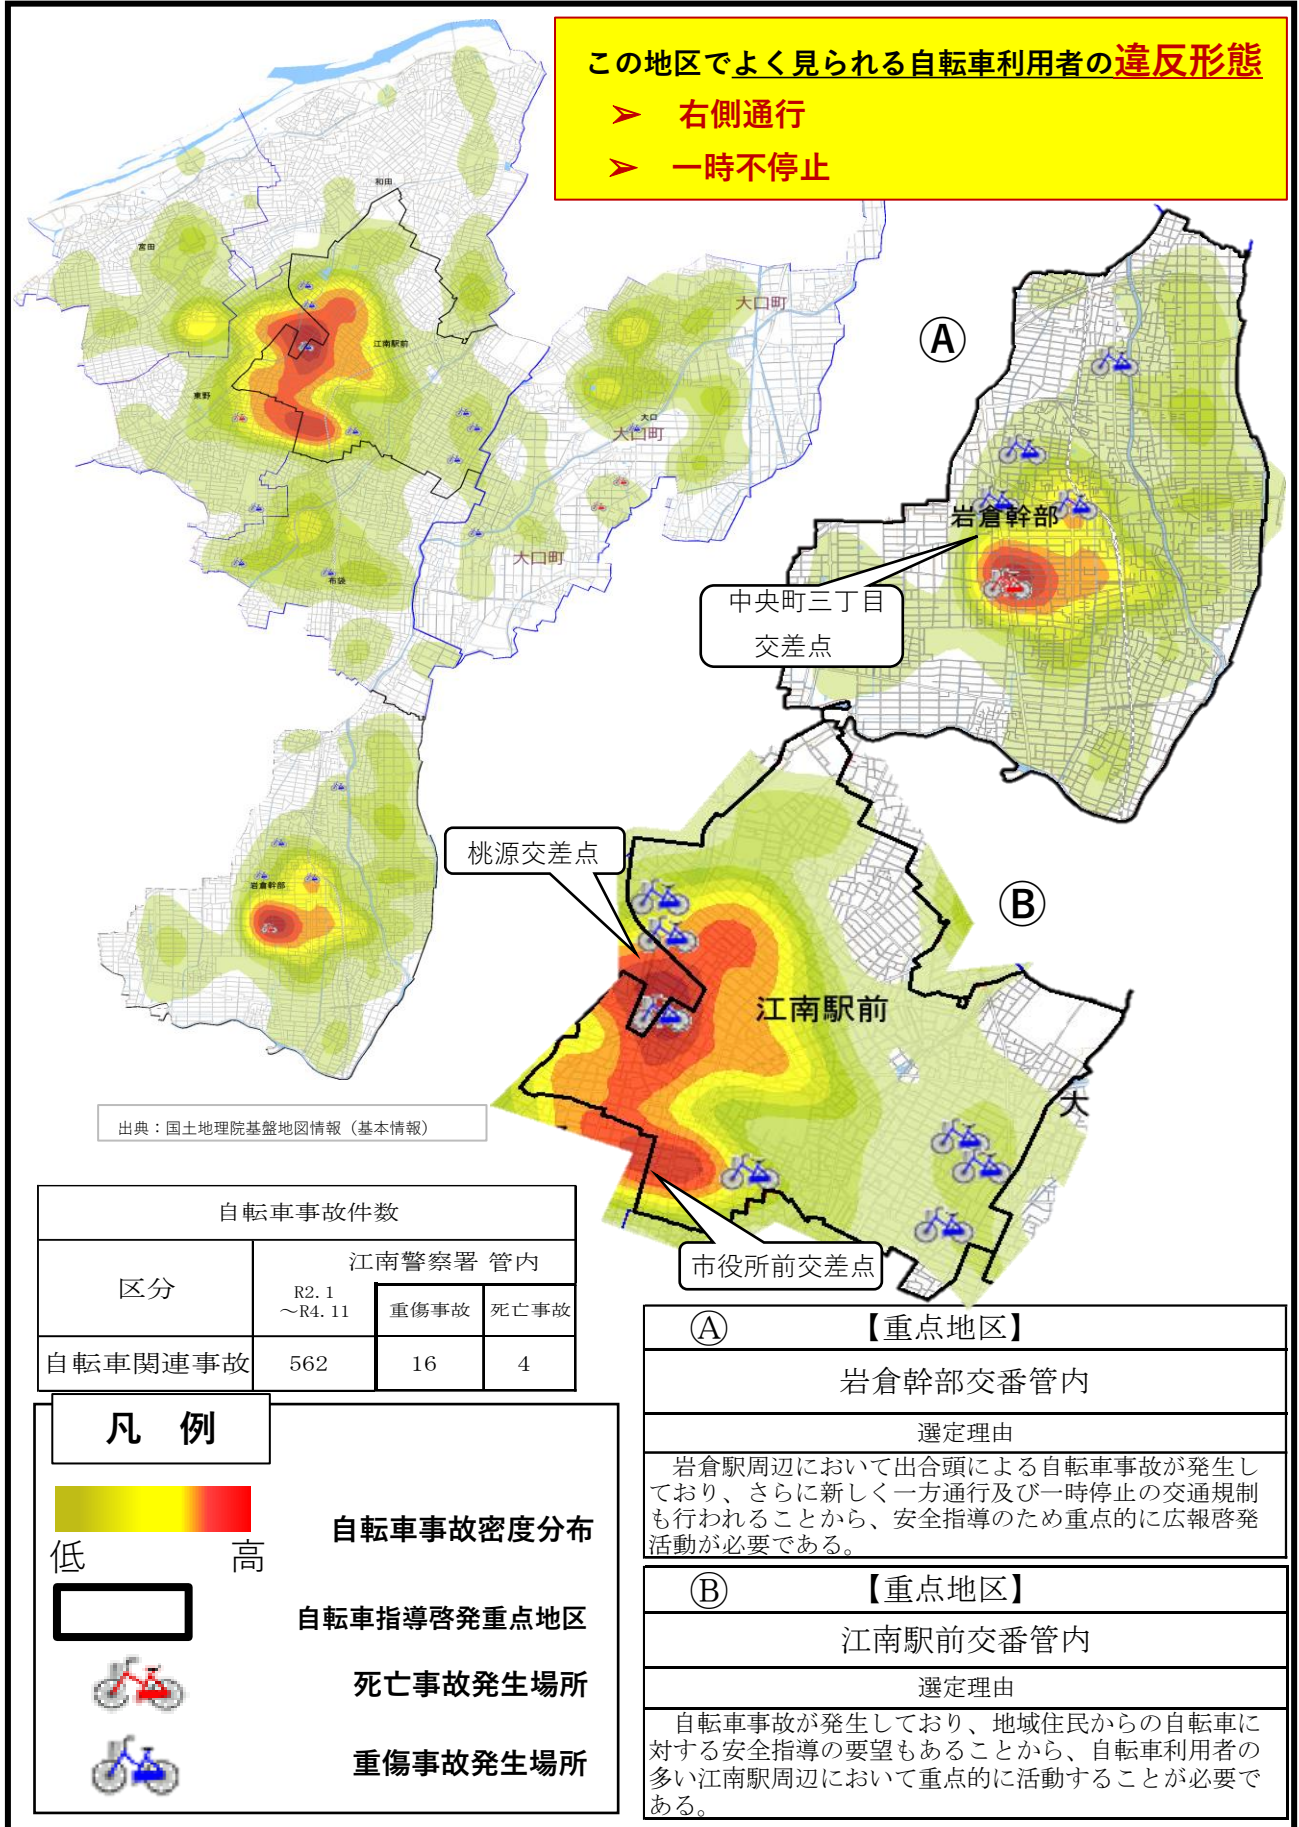 この地区でよく見られる自転車利用者の違反形態
➢ 右側通行
➢ 一時不停止
和田
宮田
江南駅前
東野
布袋
大口町
大口
大口町
大口町
岩倉幹部
Ⓐ
岩倉幹部
中央町三丁目
交差点
Ⓑ
桃源交差点
江南駅前
大
市役所前交差点
出典：国土地理院基盤地図情報（基本情報）
自転車事故件数
区分
江南警察署 管内
R2.1
～R4.11
重傷事故
死亡事故
自転車関連事故
562
16
4
凡 例
低
高
自転車事故密度分布
自転車指導啓発重点地区
死亡事故発生場所
重傷事故発生場所
Ⓐ 【重点地区】
岩倉幹部交番管内
選定理由
岩倉駅周辺において出合頭による自転車事故が発生し
ており、さらに新しく一方通行及び一時停止の交通規制
も行われることから、安全指導のため重点的に広報啓発
活動が必要である。
Ⓑ 【重点地区】
江南駅前交番管内
選定理由
自転車事故が発生しており、地域住民からの自転車に
対する安全指導の要望もあることから、自転車利用者の
多い江南駅周辺において重点的に活動することが必要で
ある。